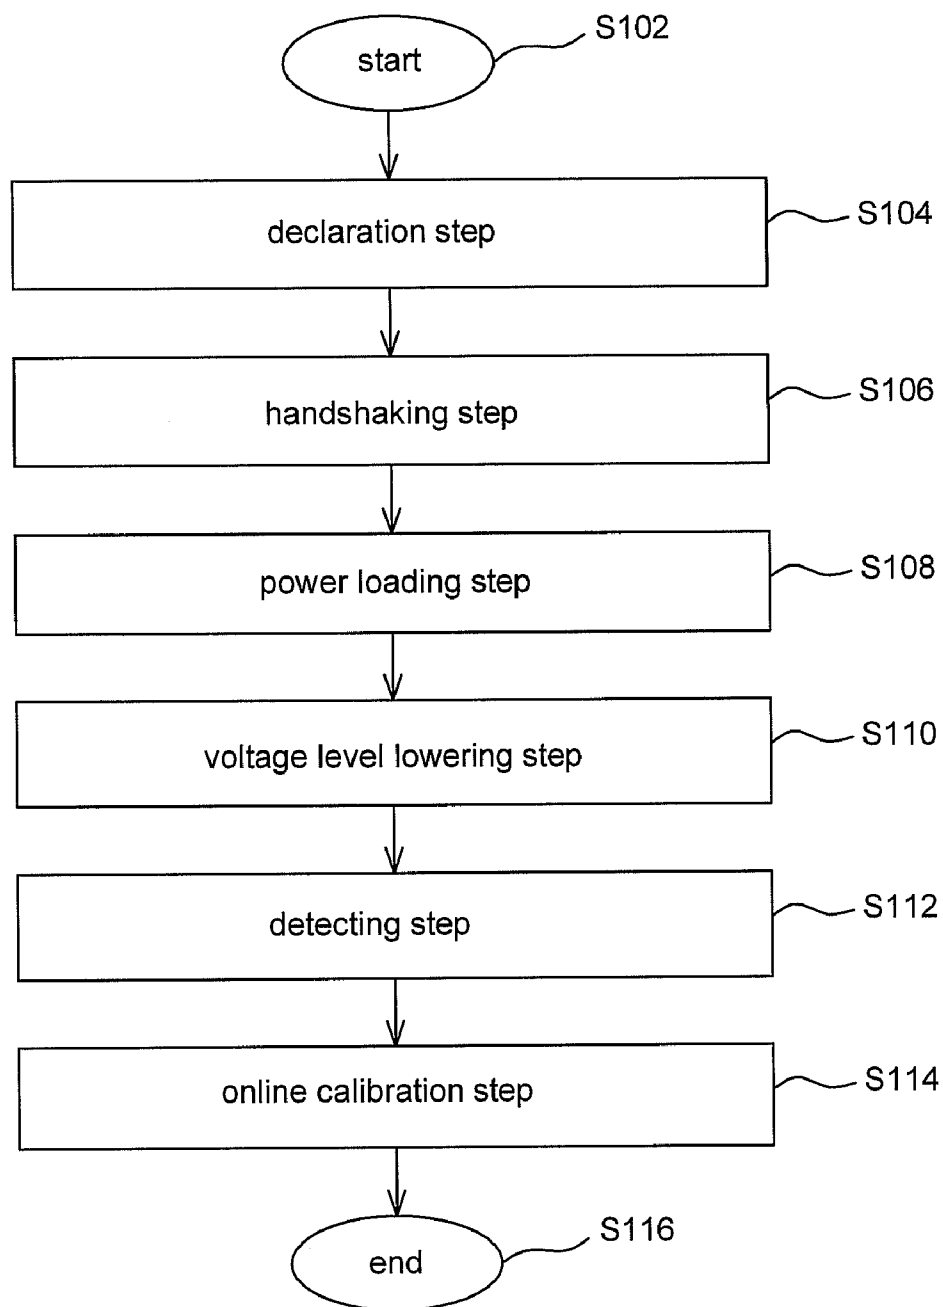 S102
start
S104
declaration step
S106
handshaking step
S108
power loading step
S110
voltage level lowering step
S112
detecting step
S114
online calibration step
S116
end